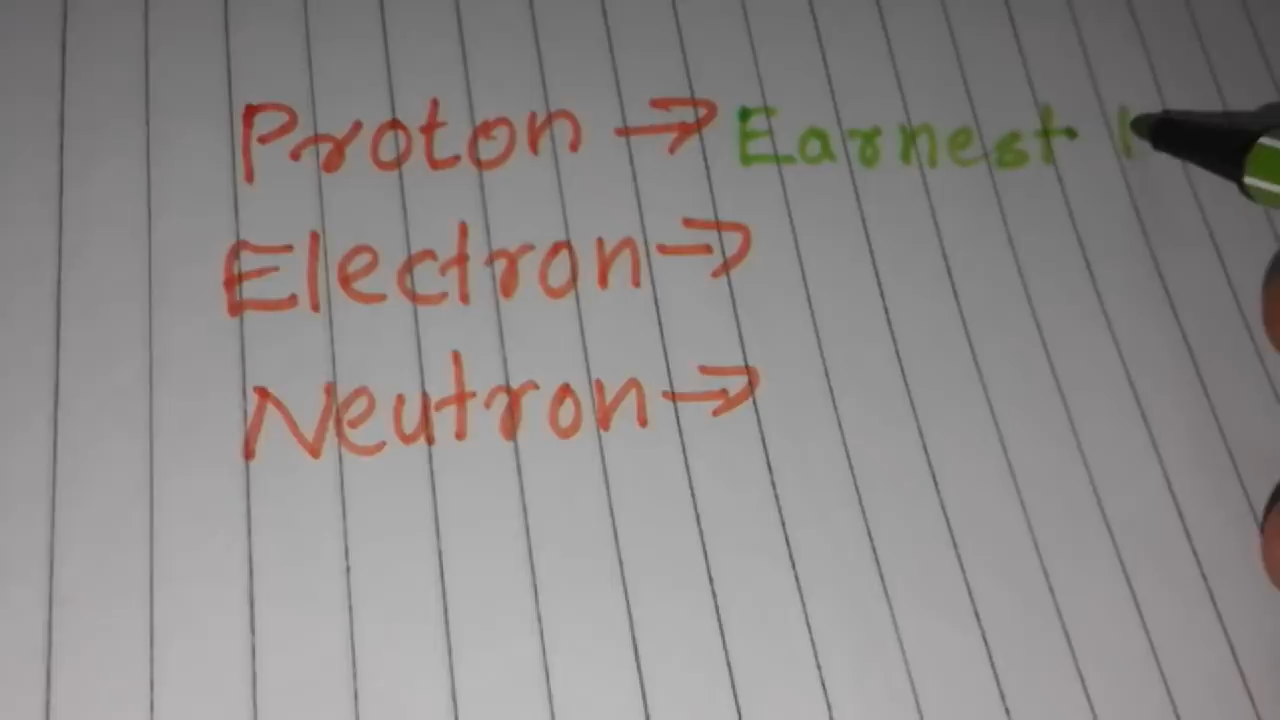 Proton → Earnest
Electron →
Neutron →